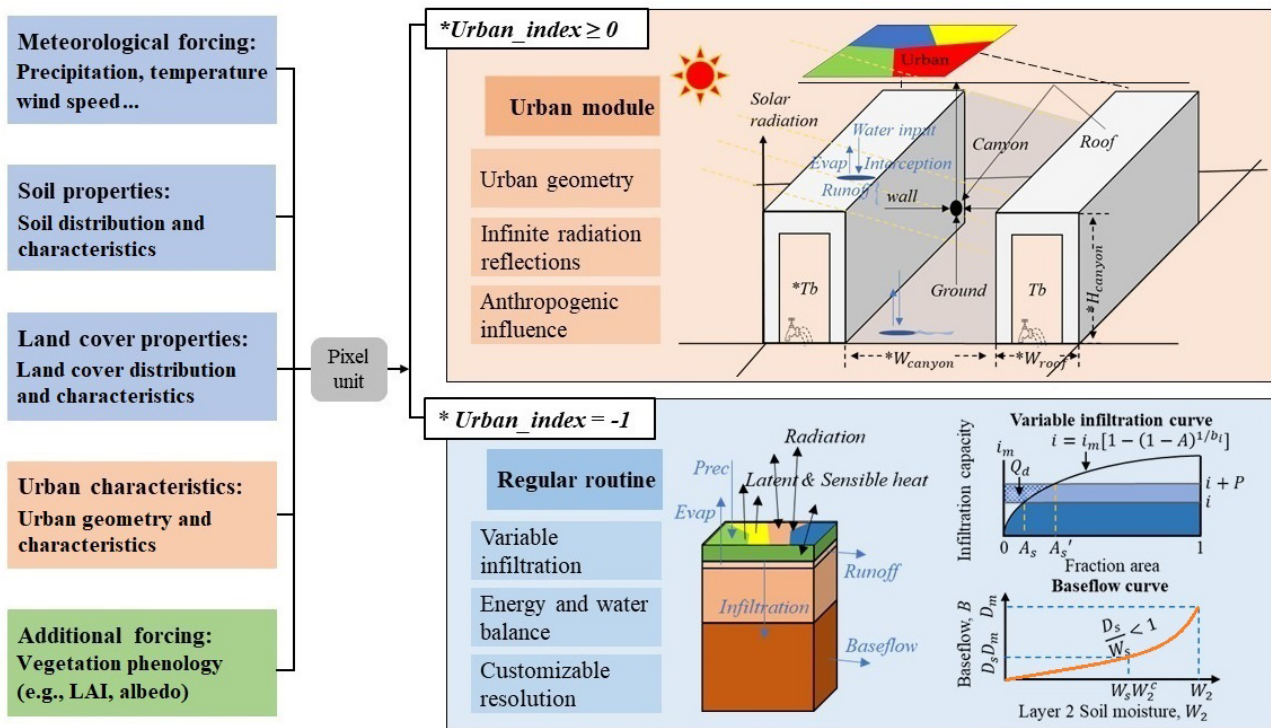 Meteorological forcing:
Precipitation, temperature
wind speed...
Soil properties:
Soil distribution and
characteristics
Land cover properties:
Land cover distribution
and characteristics
Urban characteristics:
Urban geometry and
characteristics
Additional forcing:
Vegetation phenology
(e.g., LAI, albedo)
Pixel
unit
*Urban_index ≥ 0
Urban module
Urban geometry
Infinite radiation
reflections
Anthropogenic
influence
Urban
Solar
radiation
Water input
Evap
Interception
Runoff
wall
Canyon
Roof
Ground
*Tb
Tb
*H_canyon
*W_canyon
*W_roof
* Urban_index = -1
Regular routine
Variable
infiltration
Energy and water
balance
Customizable
resolution
Radiation
Prec
Latent & Sensible heat
Evap
Runoff
Infiltration
Baseflow
Variable infiltration curve
i = i_m[1 − (1 − A)^{1/b_i}]
i_m
Q_d
i + P
i
Infiltration capacity
0 A_s A_s′ 1
Fraction area
Baseflow curve
Baseflow, B
D_m
D_sD_m
D_s/W_s < 1
W_sW_2^c W_2
Layer 2 Soil moisture, W_2